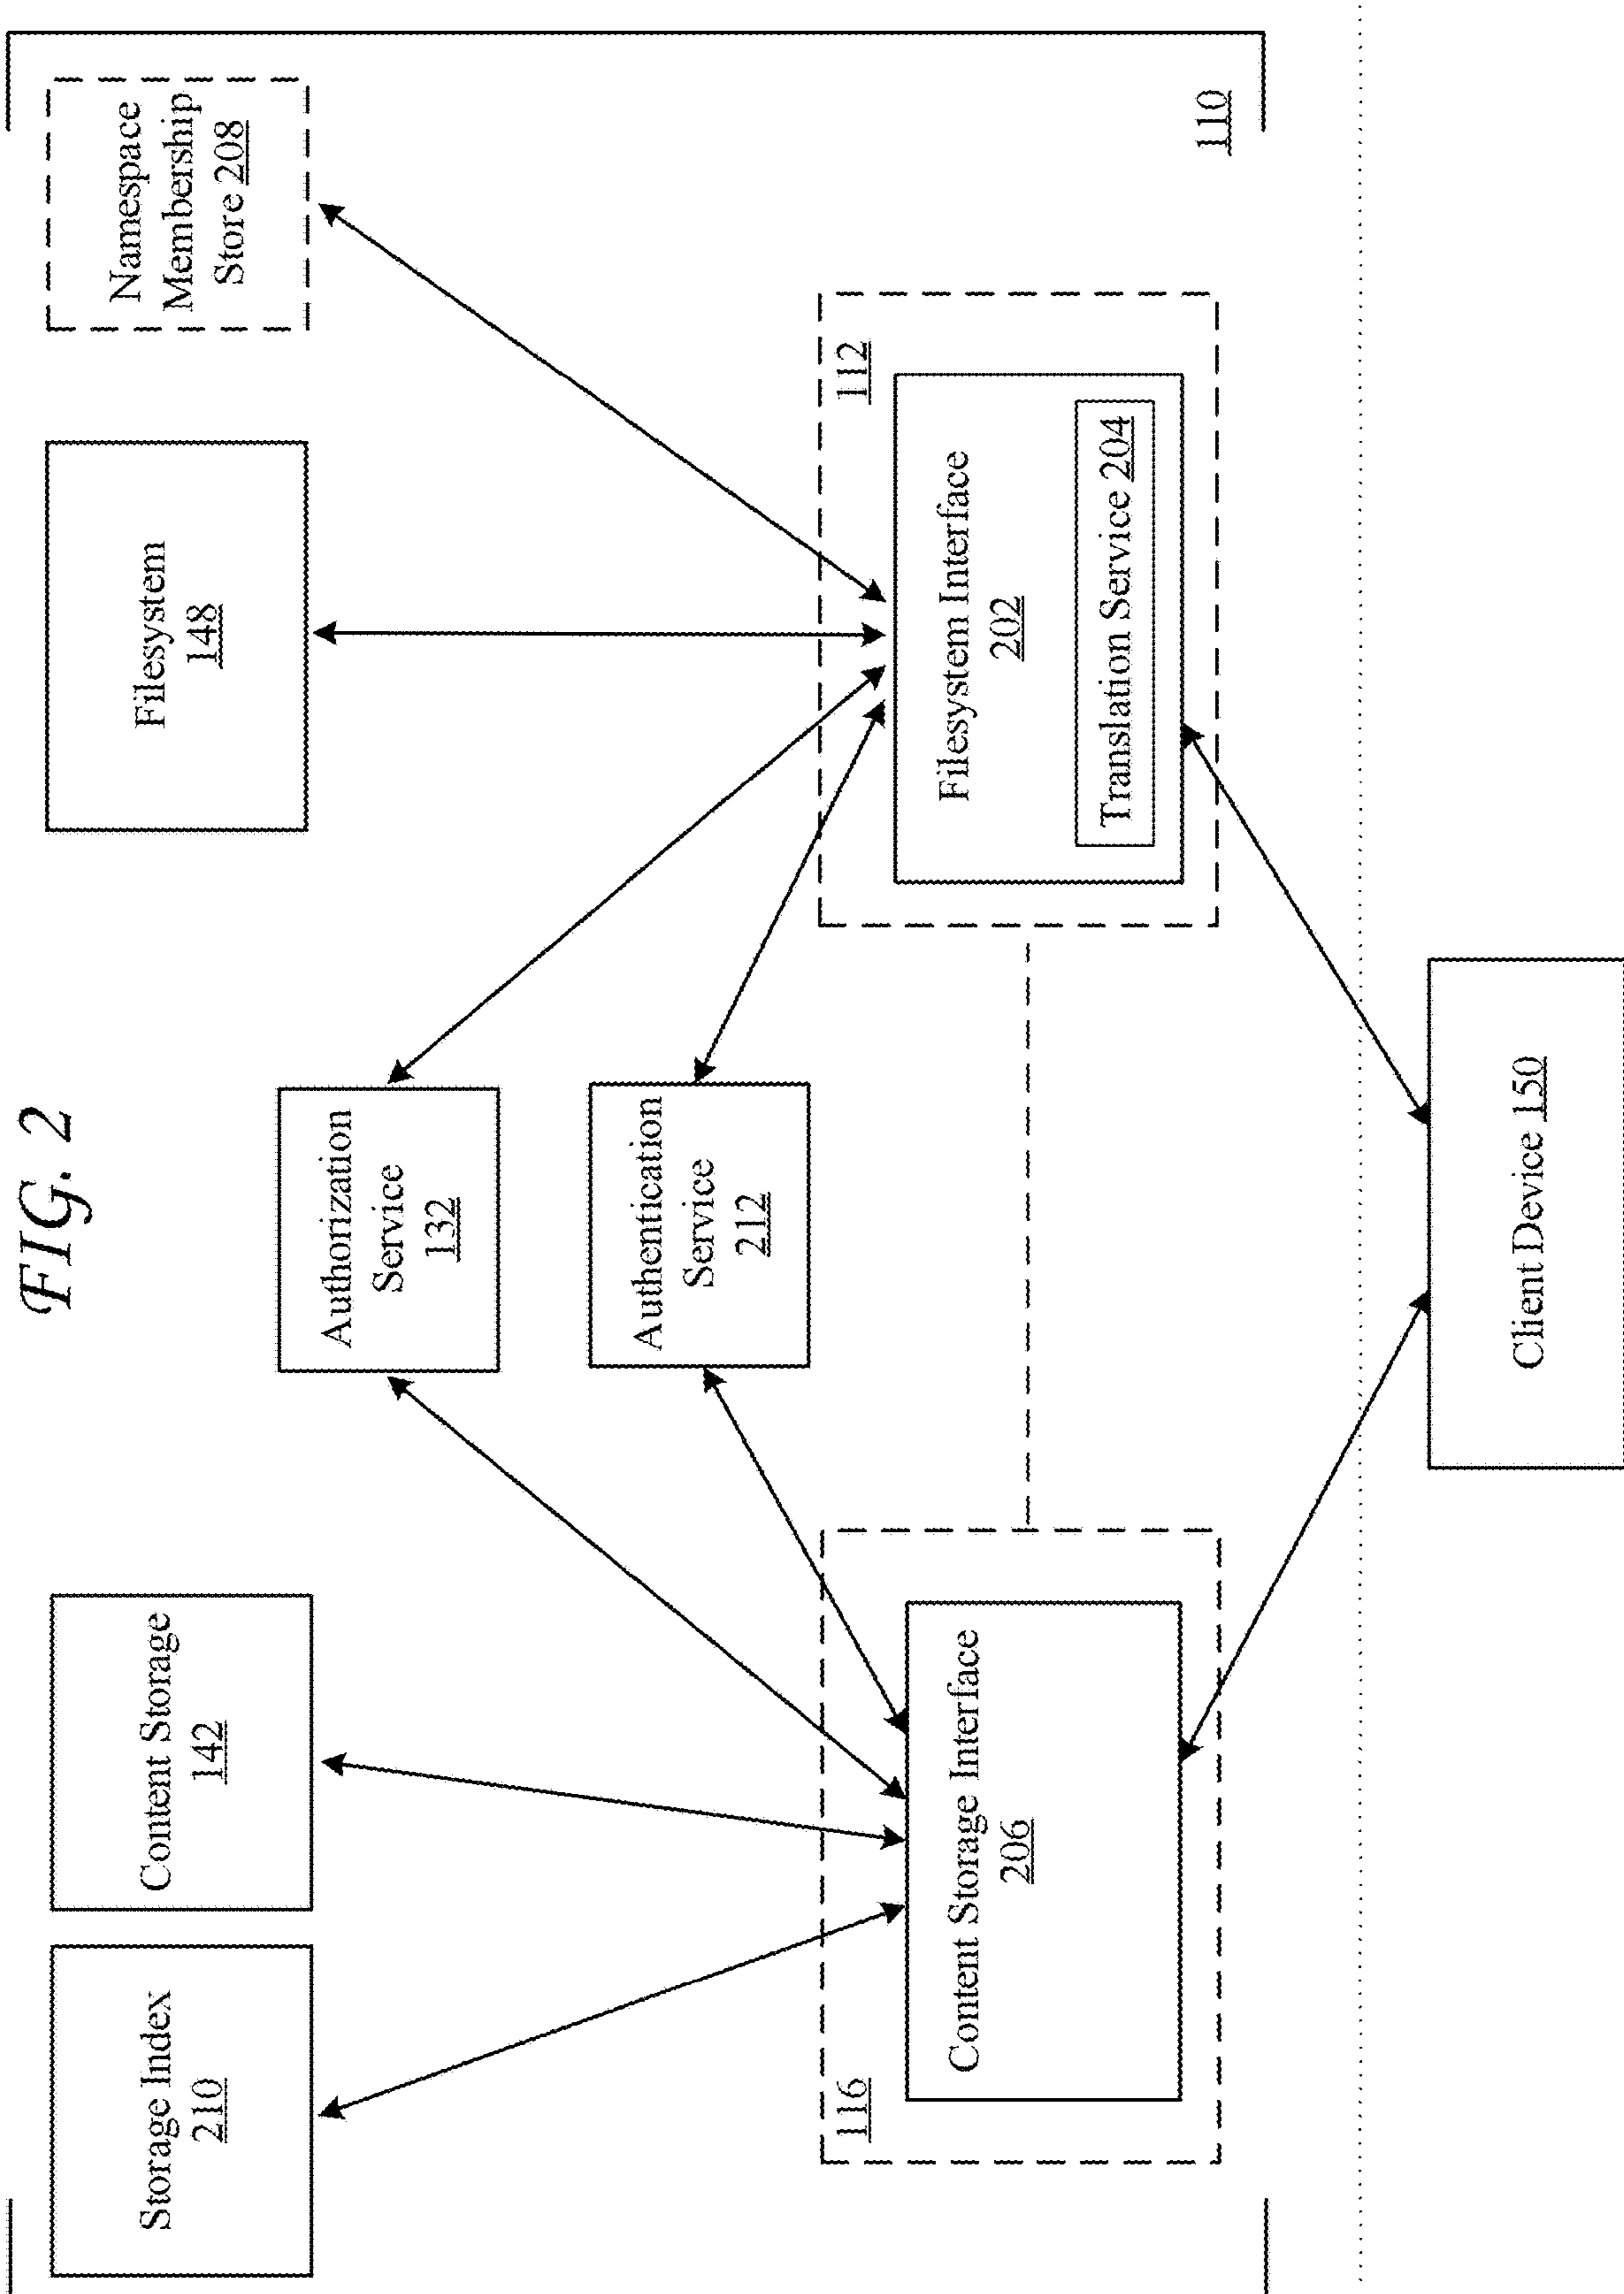 FIG. 2
Storage Index
210
Content Storage
142
Authorization
Service
132
Authentication
Service
212
Filesystem
148
Namespace
Membership
Store 208
116
Content Storage Interface
206
112
Filesystem Interface
202
Translation Service 204
110
Client Device 150